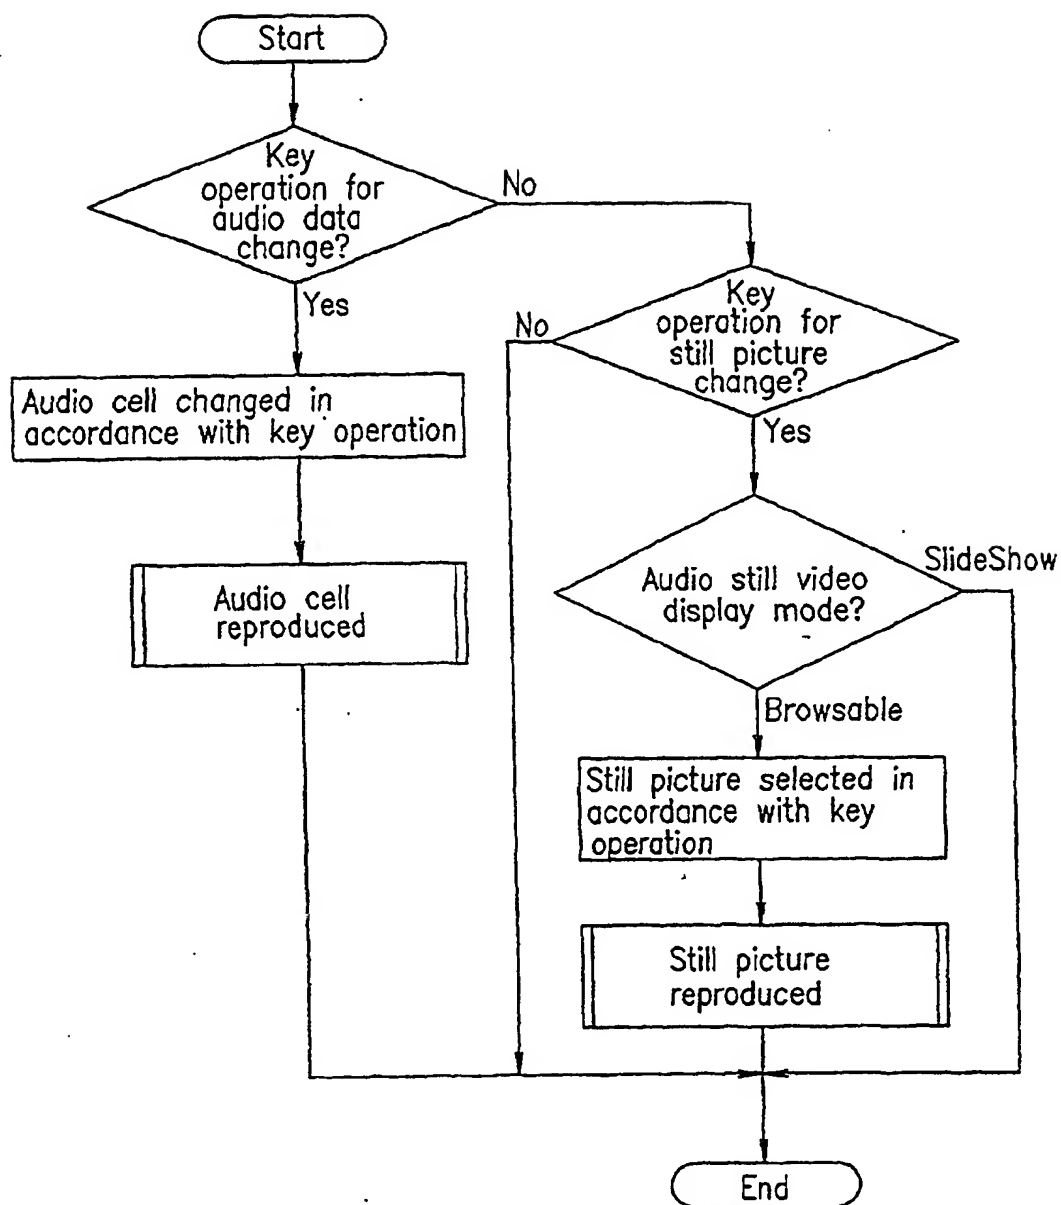 Start
Key
operation for
audio data
change?
No
Yes
Audio cell changed in
accordance with key operation
Audio cell
reproduced
Key
operation for
still picture
change?
No
Yes
Audio still video
display mode?
SlideShow
Browsable
Still picture selected in
accordance with key
operation
Still picture
reproduced
End